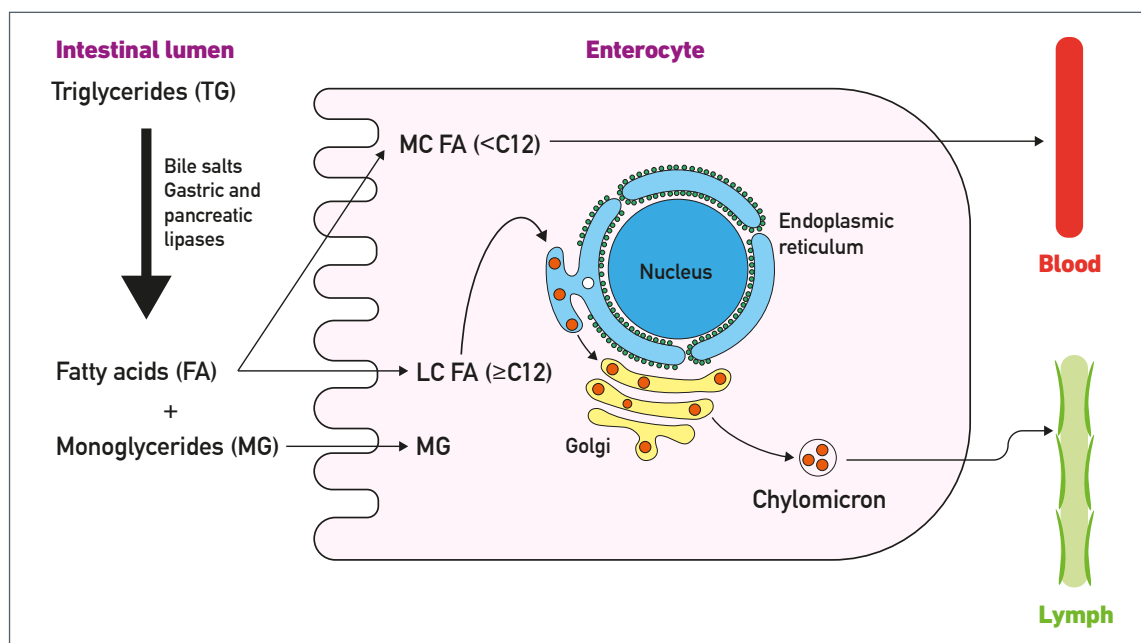 Intestinal lumen
Triglycerides (TG)
Bile salts
Gastric and
pancreatic
lipases
Fatty acids (FA)
+
Monoglycerides (MG)
Enterocyte
MC FA (<C12)
Endoplasmic
reticulum
Nucleus
LC FA (≥C12)
MG
Golgi
Chylomicron
Blood
Lymph